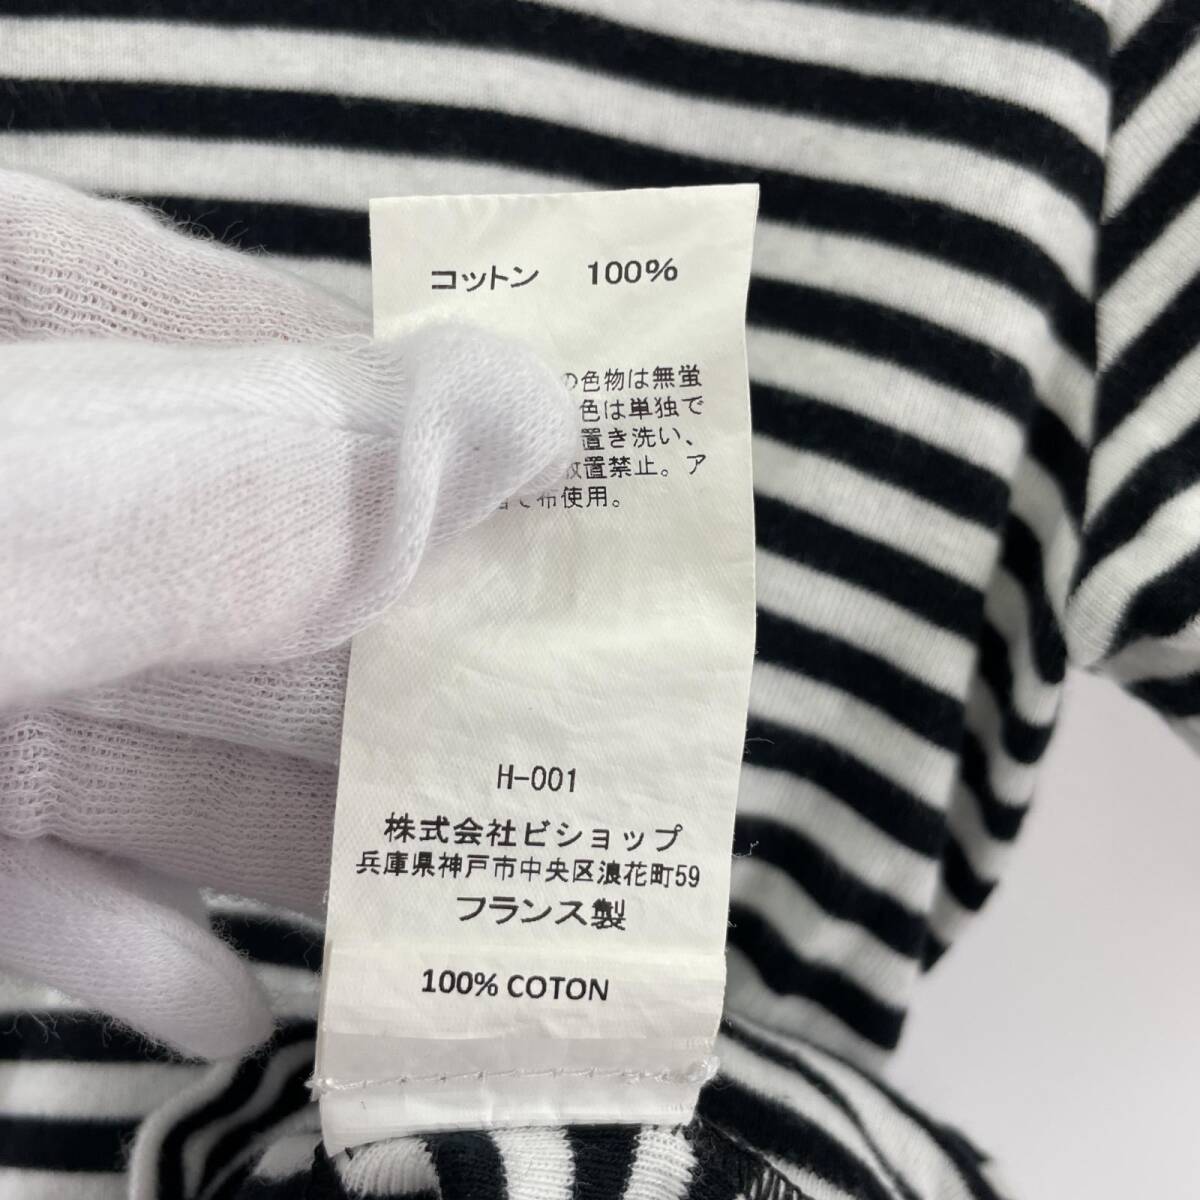 コットン 100%
の色物は無蛍
色は単独で
置き洗い、
放置禁止。ア
て布使用。
H-001
株式会社ビショップ
兵庫県神戸市中央区浪花町59
フランス製
100% COTON